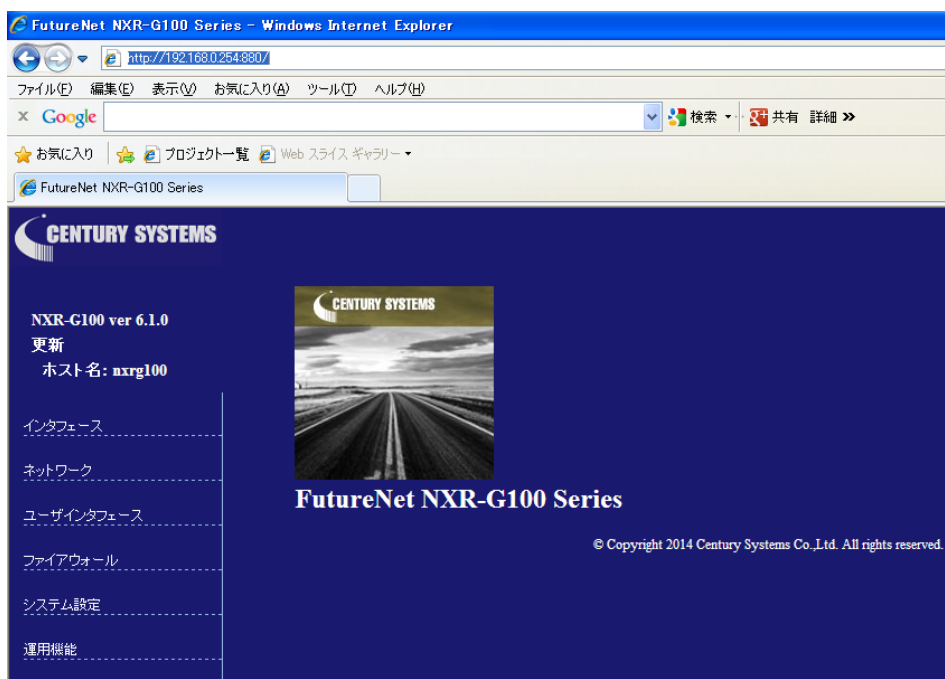 FutureNet NXR-G100 Series - Windows Internet Explorer
http://192.168.0.254:880/
ファイル(F) 編集(E) 表示(V) お気に入り(A) ツール(T) ヘルプ(H)
x Google 検索 共有 詳細 »
お気に入り プロジェクト一覧 Web スライス ギャラリー
FutureNet NXR-G100 Series
CENTURY SYSTEMS
CENTURY SYSTEMS
NXR-G100 ver 6.1.0
更新
ホスト名: nxrg100
インタフェース
ネットワーク
ユーザインタフェース
ファイアウォール
システム設定
運用機能
FutureNet NXR-G100 Series
© Copyright 2014 Century Systems Co.,Ltd. All rights reserved.